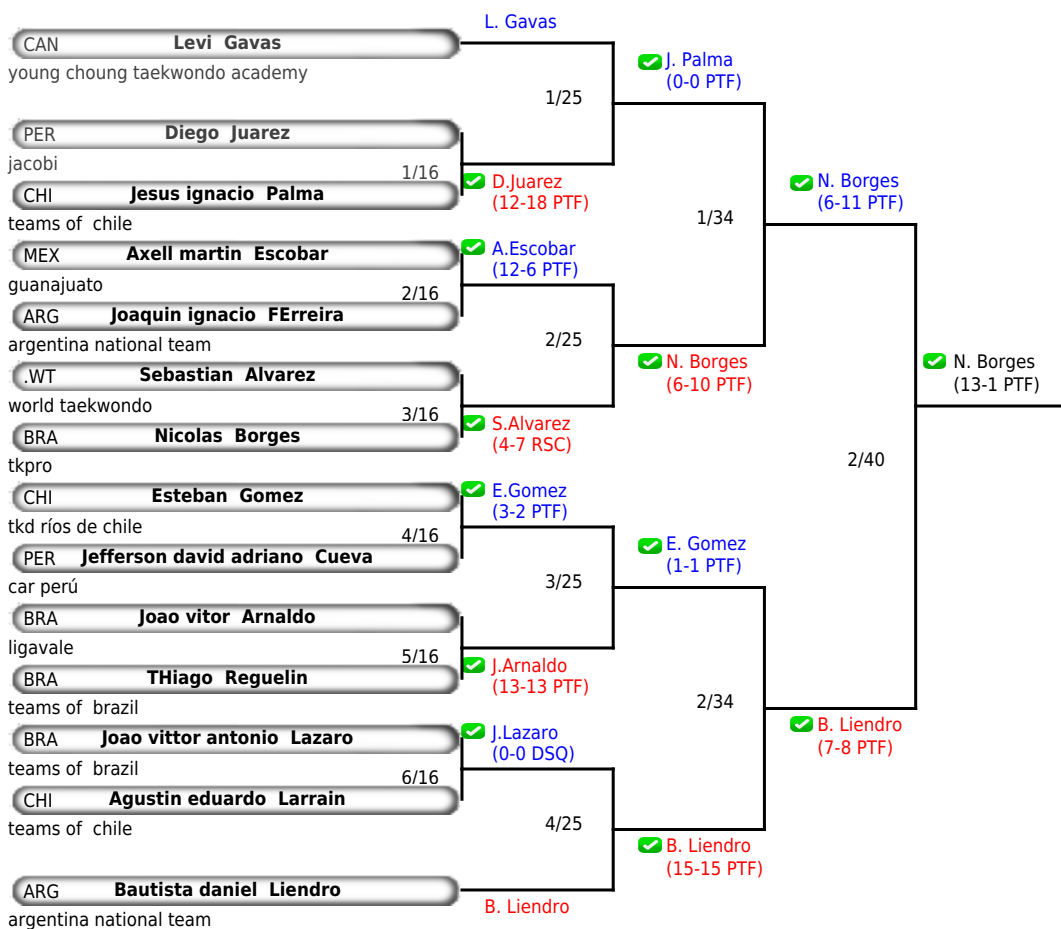 L. Gavas
CAN Levi Gavas
young choung taekwondo academy
J. Palma
(0-0 PTF)
1/25
PER Diego Juarez
jacobi
1/16
CHI Jesus ignacio Palma
teams of chile
D.Juarez
(12-18 PTF)
N. Borges
(6-11 PTF)
1/34
MEX Axell martin Escobar
guanajuato
A.Escobar
(12-6 PTF)
2/16
ARG Joaquin ignacio FErreira
argentina national team
2/25
N. Borges
(6-10 PTF)
N. Borges
(13-1 PTF)
.WT Sebastian Alvarez
world taekwondo
3/16
BRA Nicolas Borges
tkpro
S.Alvarez
(4-7 RSC)
2/40
CHI Esteban Gomez
tkd ríos de chile
E.Gomez
(3-2 PTF)
4/16
PER Jefferson david adriano Cueva
car perú
E. Gomez
(1-1 PTF)
3/25
BRA Joao vitor Arnaldo
ligavale
5/16
BRA THiago Reguelin
teams of brazil
J.Arnaldo
(13-13 PTF)
2/34
BRA Joao vittor antonio Lazaro
teams of brazil
J.Lazaro
(0-0 DSQ)
B. Liendro
(7-8 PTF)
6/16
CHI Agustin eduardo Larrain
teams of chile
4/25
B. Liendro
(15-15 PTF)
ARG Bautista daniel Liendro
argentina national team
B. Liendro